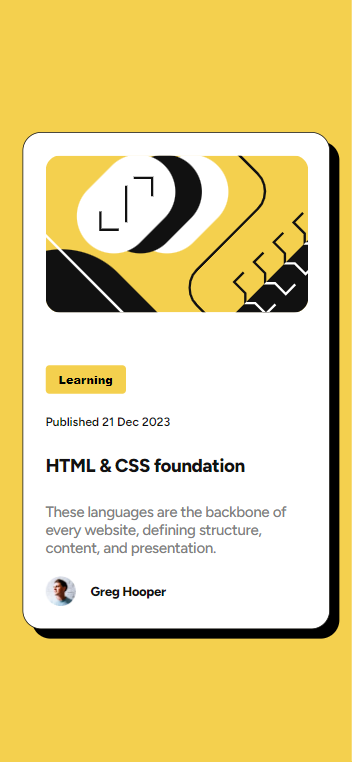 Learning
Published 21 Dec 2023
HTML & CSS foundation
These languages are the backbone of
every website, defining structure,
content, and presentation.
Greg Hooper